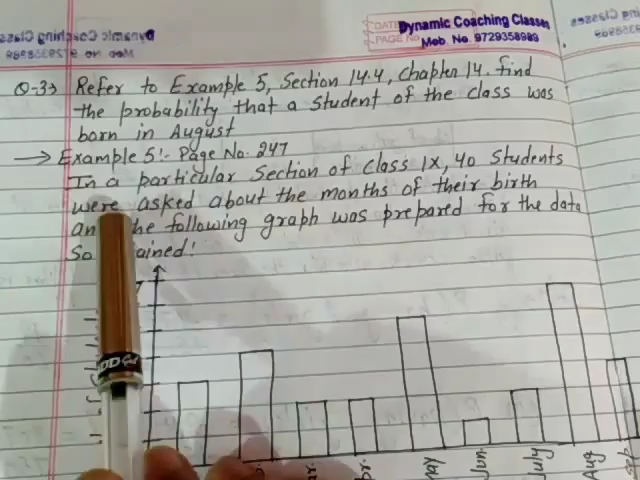 Dynamic Coaching Classes
Mob. No. 9729358989
DATE
PAGE NO.
Q-3→ Refer to Example 5, Section 14.4, Chapter 14. find
the probability that a student of the class was
born in August
→ Example 5:- Page No. 247
In a particular Section of class IX, 40 Students
were asked about the months of their birth
the following graph was prepared for the data
So
May
Jun.
July
Aug